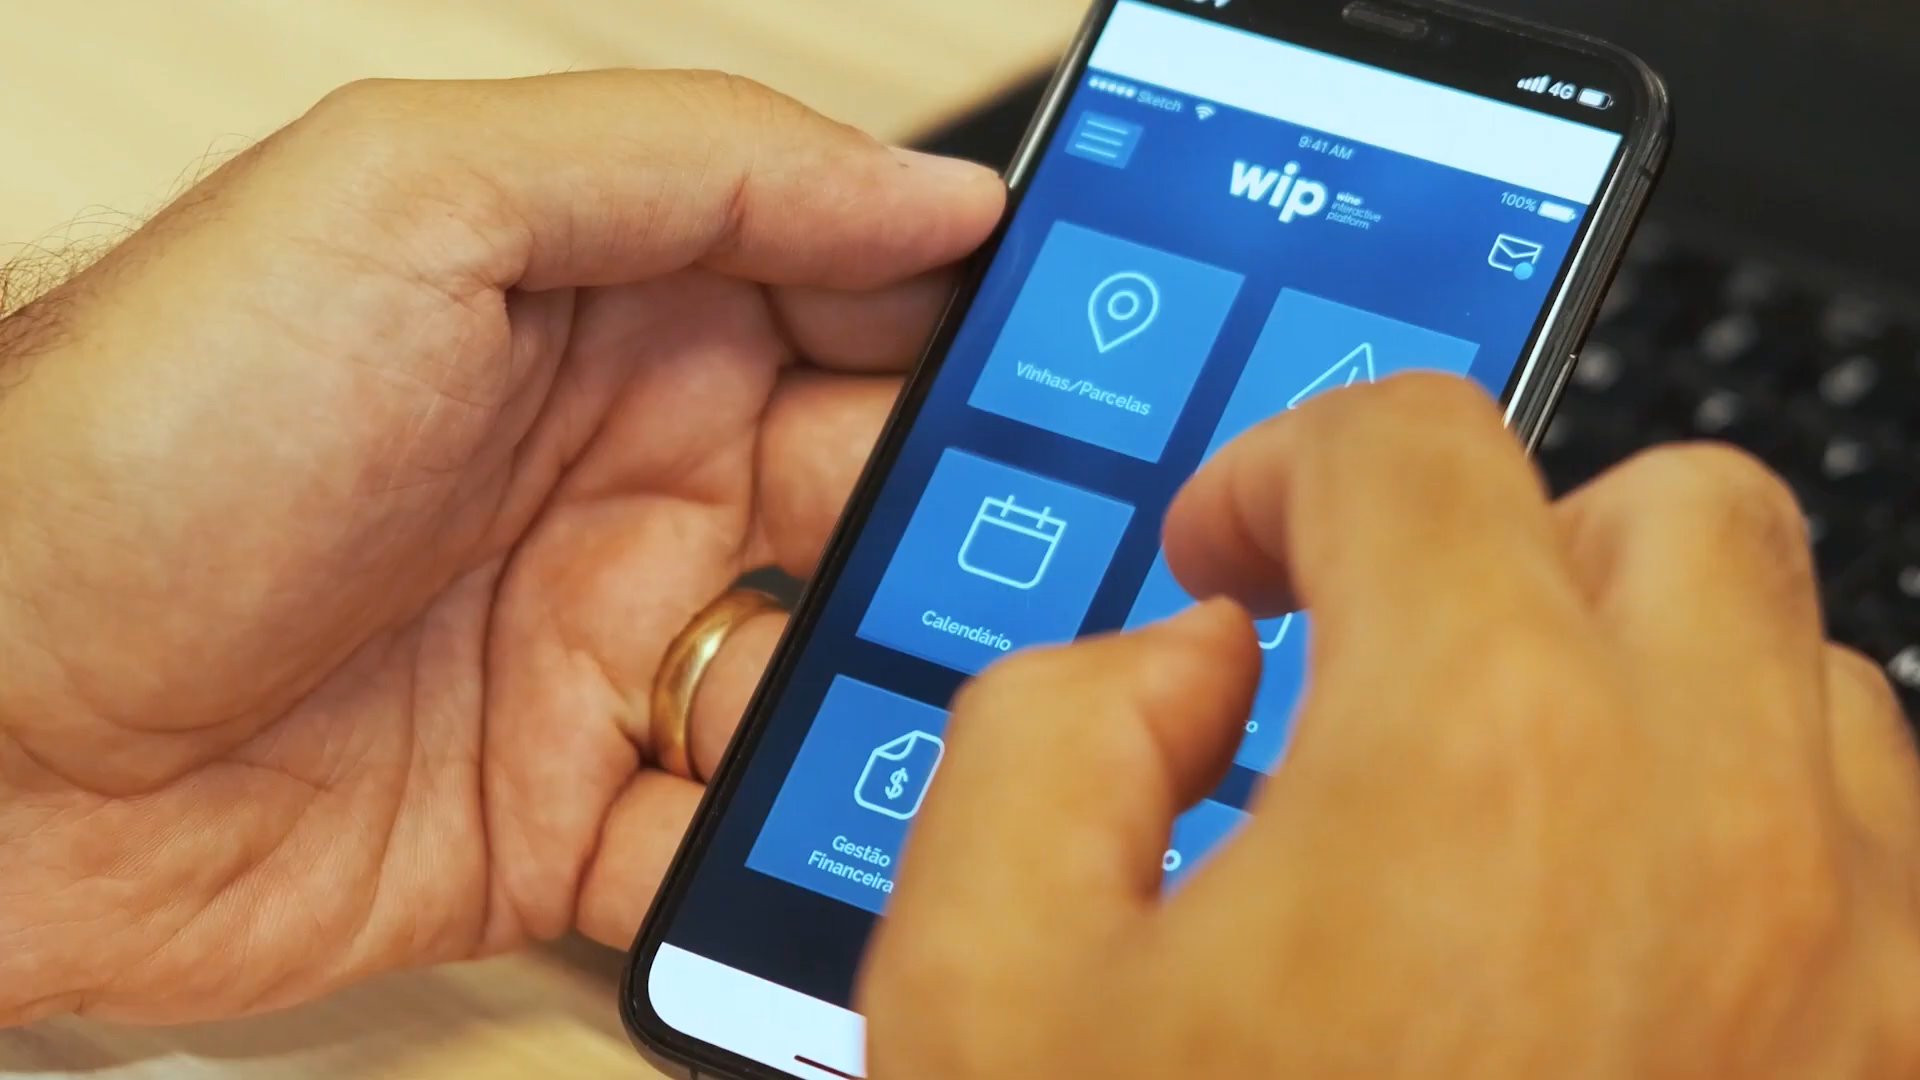 4G
Sketch
9:41 AM
100%
wip
wine
interactive
platform
Vinhas/Parcelas
Calendário
Gestão
Financeira